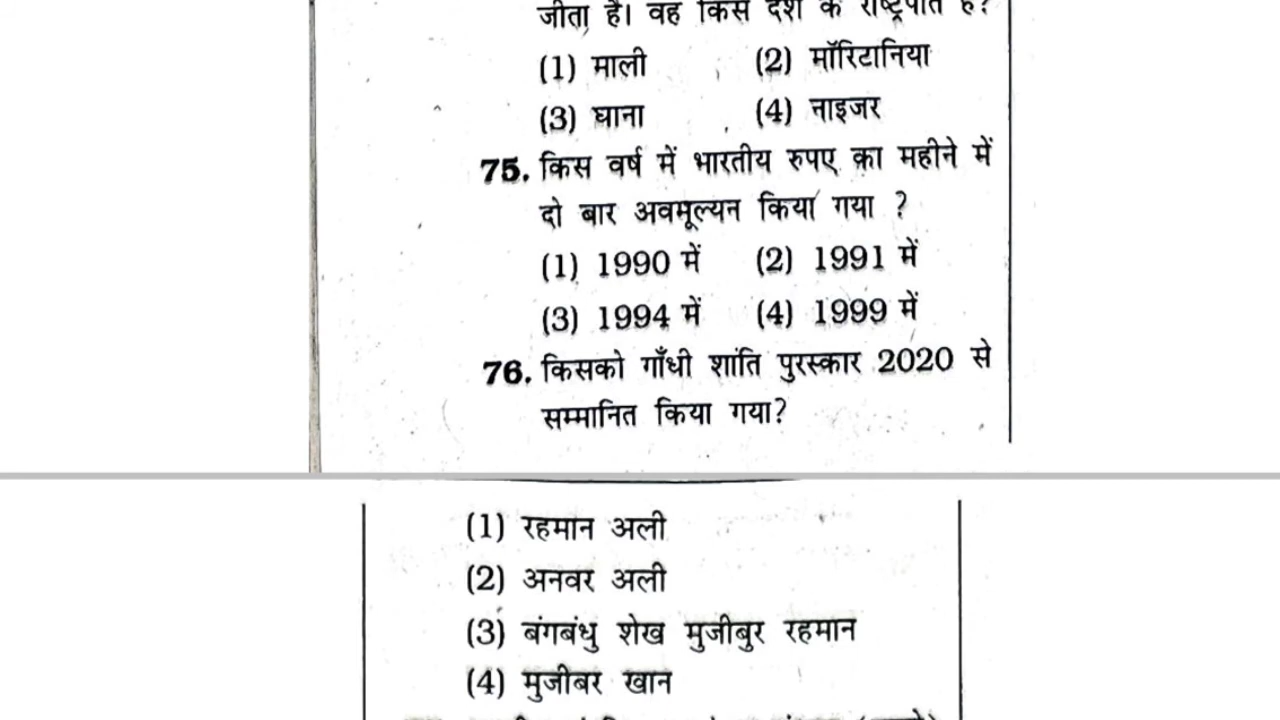 जीता है। वह किस देश के राष्ट्रपति है?
(1) माली (2) मॉरिटानिया
(3) घाना (4) नाइजर
75. किस वर्ष में भारतीय रुपए का महीने में
दो बार अवमूल्यन किया गया ?
(1) 1990 में (2) 1991 में
(3) 1994 में (4) 1999 में
76. किसको गाँधी शांति पुरस्कार 2020 से
सम्मानित किया गया?
(1) रहमान अली
(2) अनवर अली
(3) बंगबंधु शेख मुजीबुर रहमान
(4) मुजीबर खान